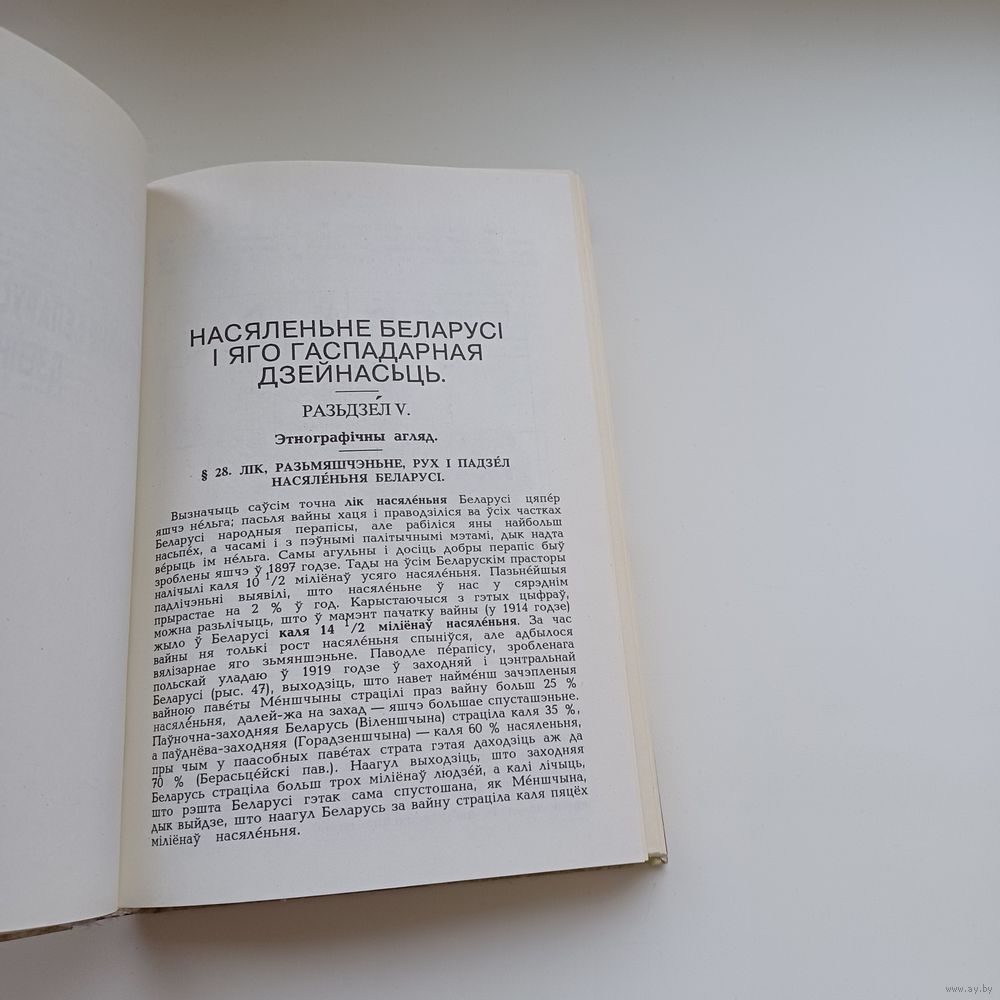 НАСЯЛЕНЬНЕ БЕЛАРУСІ
І ЯГО ГАСПАДАРНАЯ
ДЗЕЙНАСЬЦЬ.
РАЗЬДЗЕ́Л V.
Этнографічны агляд.
§ 28. ЛІК, РАЗЬМЯШЧЭНЬНЕ, РУХ І ПАДЗЕ́Л
НАСЯЛЕ́НЬНЯ БЕЛАРУСІ.
Вызначыць саўсім точна лік насяле́ньня Беларусі цяпе́р
яшчэ не́льга; пасьля вайны хаця і праводзіліся ва ўсіх частках
Беларусі народныя перапісы, але рабіліся яны найбольш
насьпе́х, а часамі і з пэўнымі палітычнымі мэтамі, дык надта
ве́рыць ім не́льга. Самы агульны і досіць добры перапіс быў
зроблены яшчэ ў 1897 годзе. Тады на ўсім Беларускім прасторы
налічылі каля 10 1/2 міліёнаў усяго насяле́ньня. Пазьне́йшыя
падлічэньні выявілі, што насяле́ньне ў нас у сярэднім
прырастае на 2 % ў год. Карыстаючыся з гэтых цыфраў,
можна разьлічыць, што ў мамэнт пачатку вайны (у 1914 годзе)
жыло ў Беларусі каля 14 1/2 міліёнаў насяле́ньня. За час
вайны ня толькі рост насяле́ньня спыніўся, але адбылося
вялізарнае яго зьмяншэньне. Паводле пе́рапісу, зробленага
польскай уладаю ў 1919 годзе ў заходняй і цэнтральнай
Беларусі (рыс. 47), выходзіць, што навет найме́нш зачэпленыя
вайною паве́ты Ме́ншчыны страцілі праз вайну больш 25 %
насяле́ньня, далей-жа на захад — яшчэ большае спусташэньне.
Паўночна-заходняя Беларусь (Віленшчына) страціла каля 35 %,
а паўднёва-заходняя (Горадзеншчына) — каля 60 % насяленьня,
пры чым у паасобных паве́тах страта гэтая даходзіць аж да
70 % (Берасьце́йскі пав.). Наагул выходзіць, што заходняя
Беларусь страціла больш трох міліёнаў людзе́й, а калі лічыць,
што рэшта Беларусі гэтак сама спустошана, як Ме́ншчына,
дык выйдзе, што наагул Беларусь за вайну страціла каля пяцёх
міліёнаў насяле́ньня.
www.ay.by